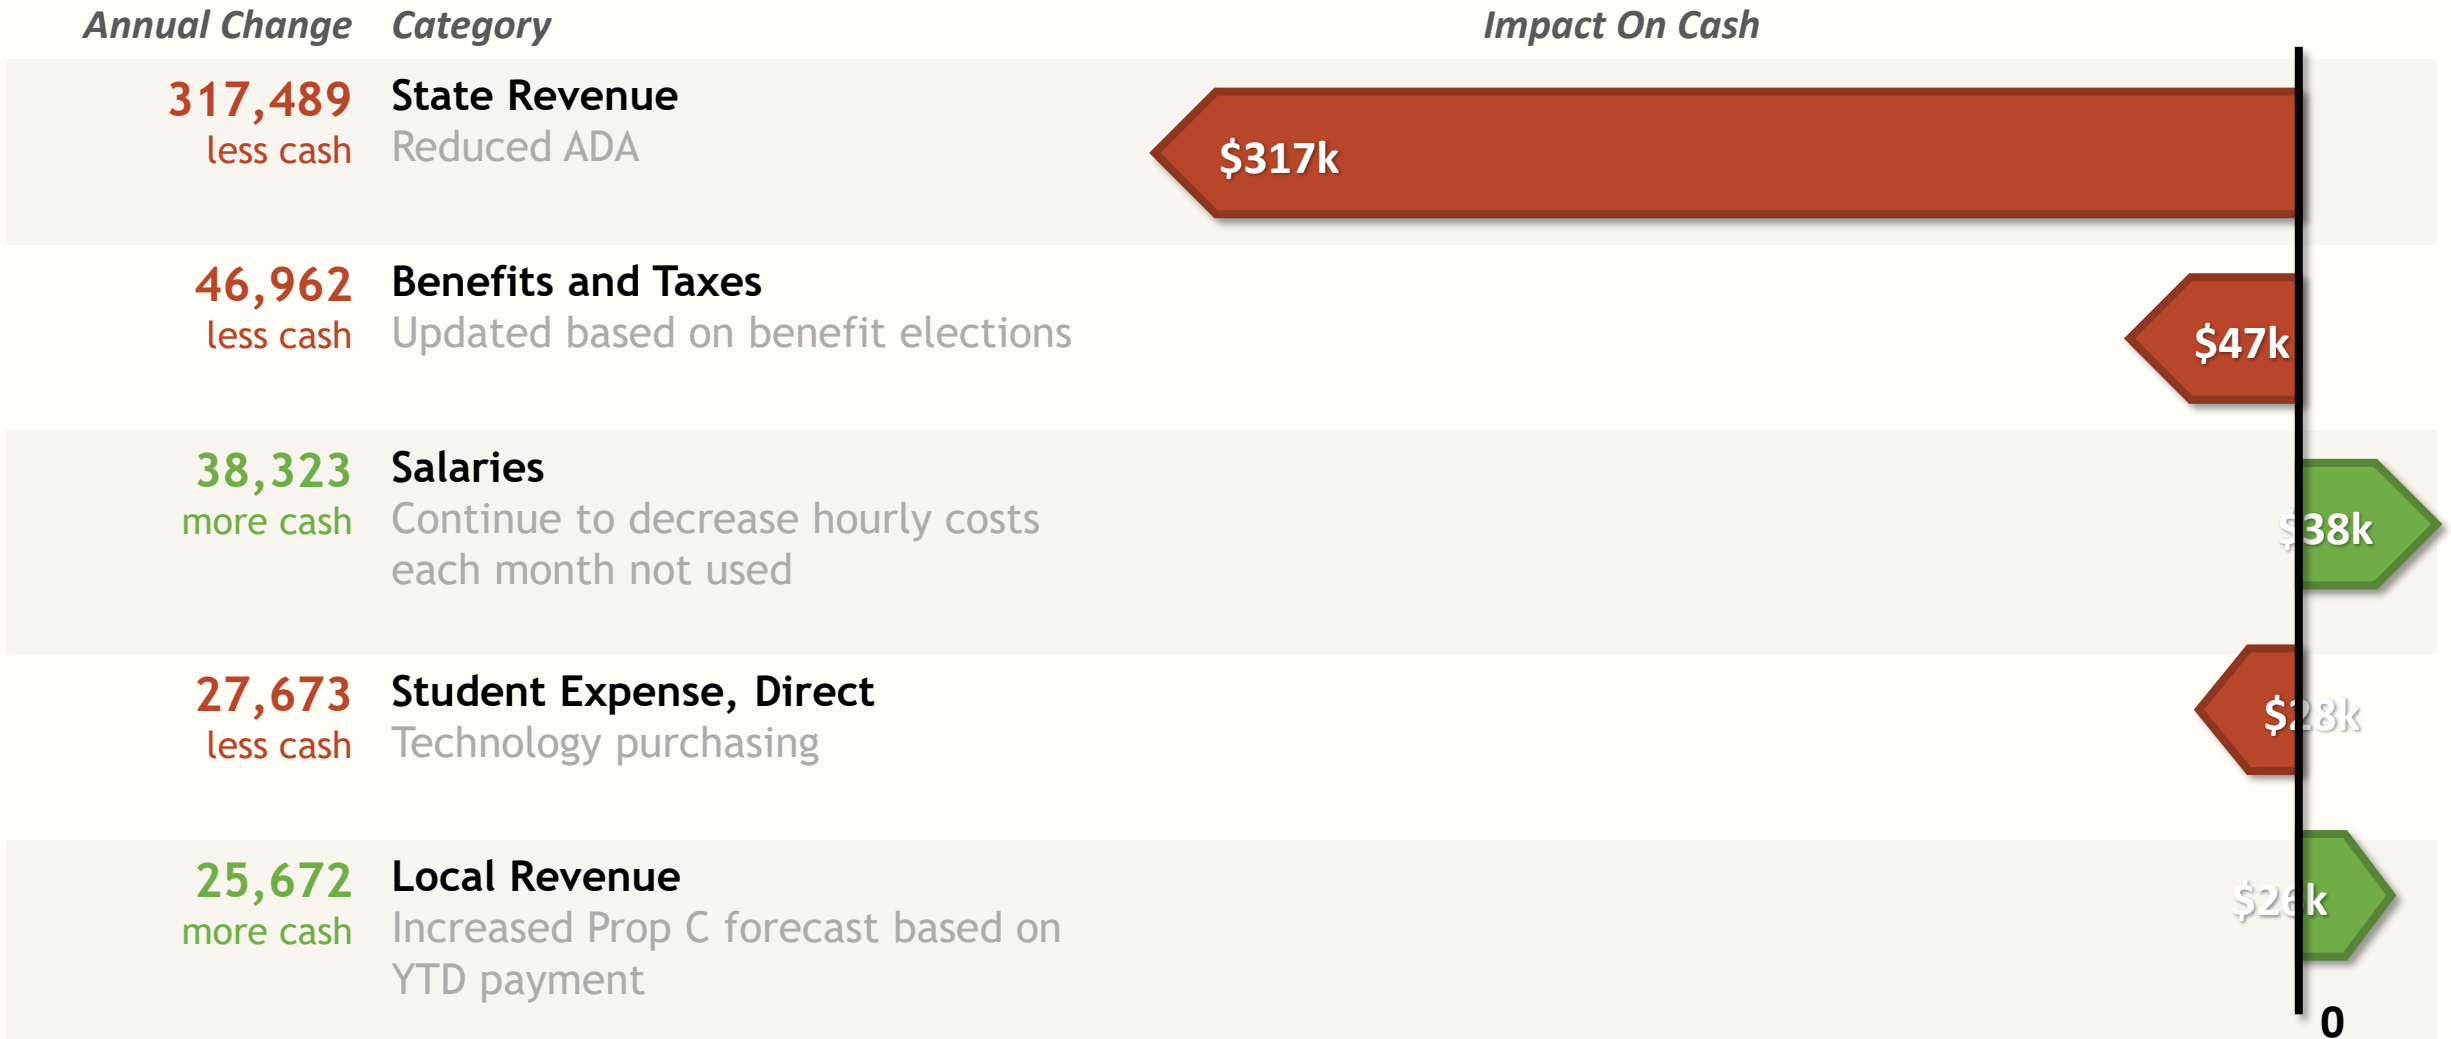 Annual Change Category Impact On Cash
317,489 State Revenue
less cash Reduced ADA
$317k
46,962 Benefits and Taxes
less cash Updated based on benefit elections
$47k
38,323 Salaries
more cash Continue to decrease hourly costs
each month not used
$38k
27,673 Student Expense, Direct
less cash Technology purchasing
$28k
25,672 Local Revenue
more cash Increased Prop C forecast based on
YTD payment
$26k
0